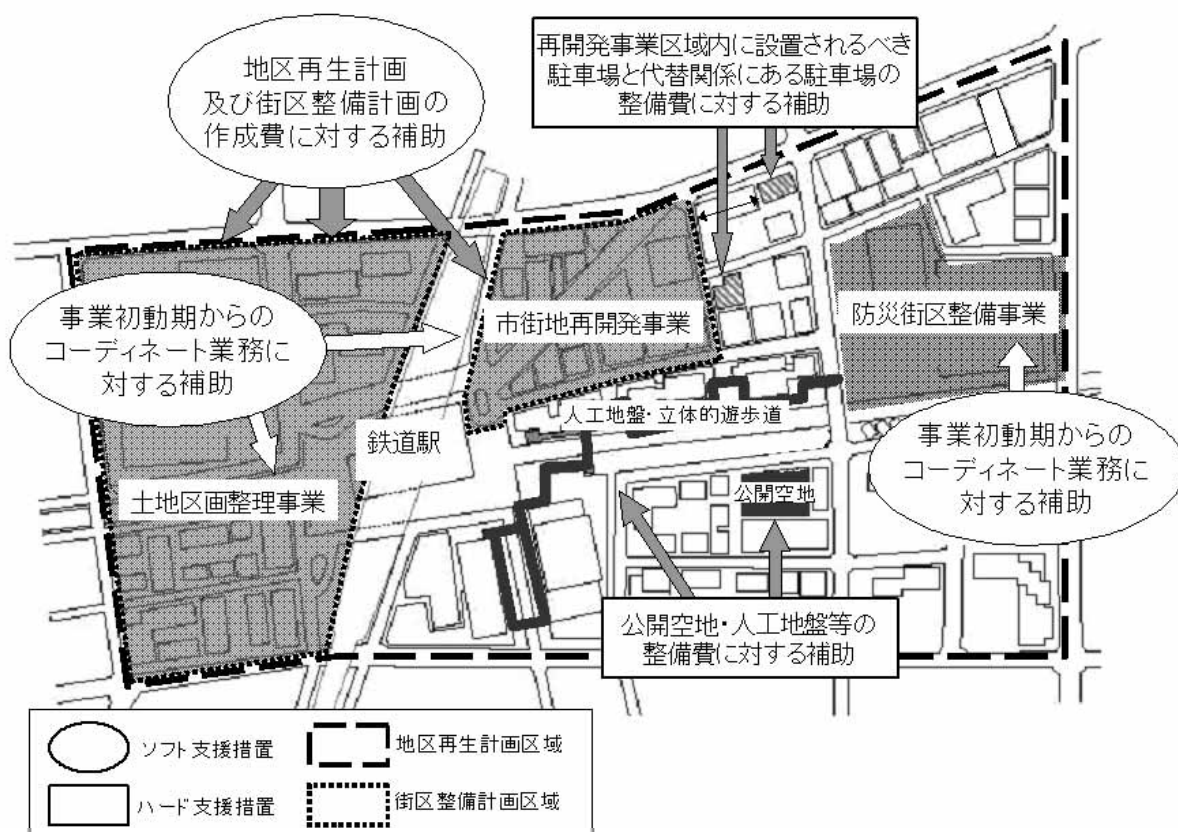 地区再生計画
及び街区整備計画の
作成費に対する補助
再開発事業区域内に設置されるべき
駐車場と代替関係にある駐車場の
整備費に対する補助
事業初動期からの
コーディネート業務に
対する補助
市街地再開発事業
防災街区整備事業
人工地盤・立体的遊歩道
鉄道駅
土地区画整理事業
公開空地
事業初動期からの
コーディネート業務に
対する補助
公開空地・人工地盤等の
整備費に対する補助
ソフト支援措置
地区再生計画区域
ハード支援措置
街区整備計画区域